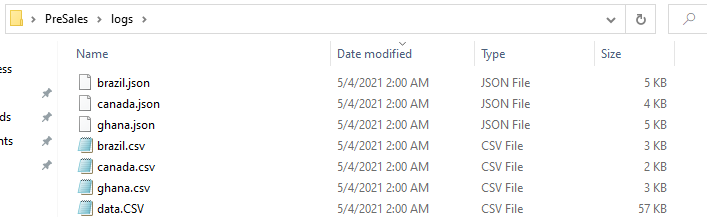 PreSales > logs >
Name Date modified Type Size
ess
brazil.json 5/4/2021 2:00 AM JSON File 5 KB
canada.json 5/4/2021 2:00 AM JSON File 4 KB
ds ghana.json 5/4/2021 2:00 AM JSON File 5 KB
nts brazil.csv 5/4/2021 2:00 AM CSV File 3 KB
canada.csv 5/4/2021 2:00 AM CSV File 2 KB
ghana.csv 5/4/2021 2:00 AM CSV File 3 KB
data.CSV 5/4/2021 2:00 AM CSV File 57 KB